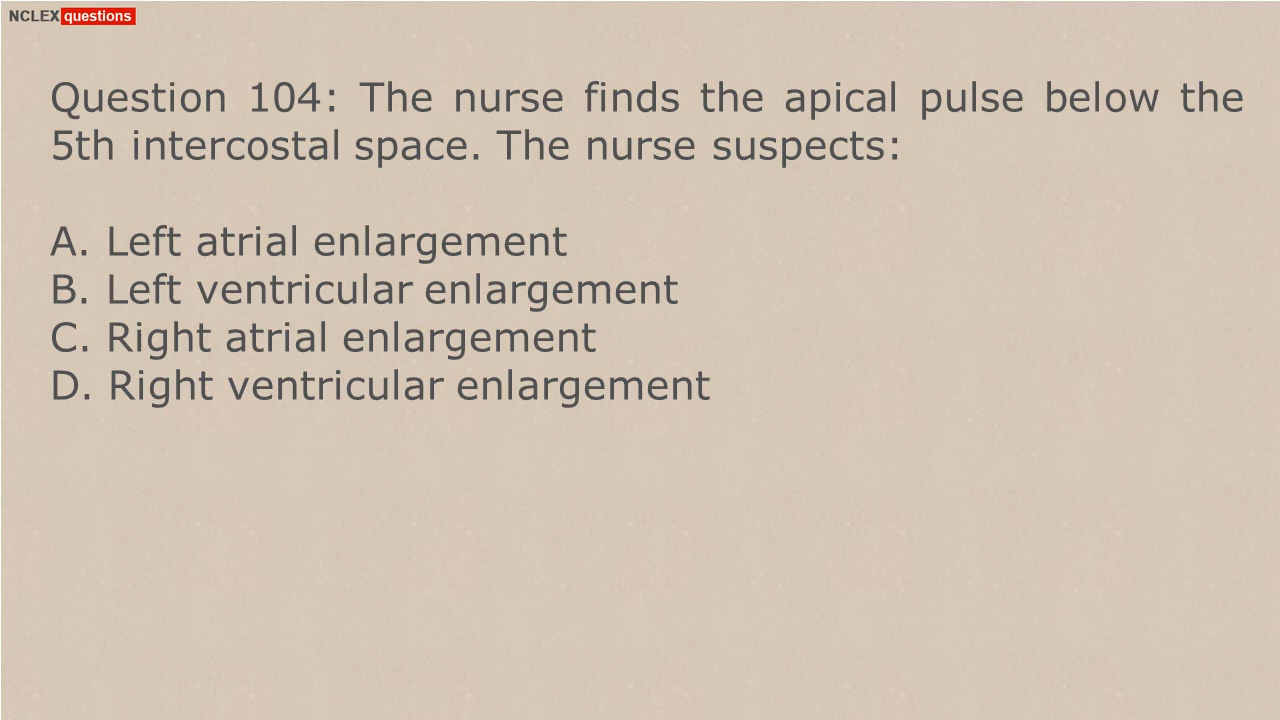 NCLEX questions
Question 104: The nurse finds the apical pulse below the
5th intercostal space. The nurse suspects:
A. Left atrial enlargement
B. Left ventricular enlargement
C. Right atrial enlargement
D. Right ventricular enlargement